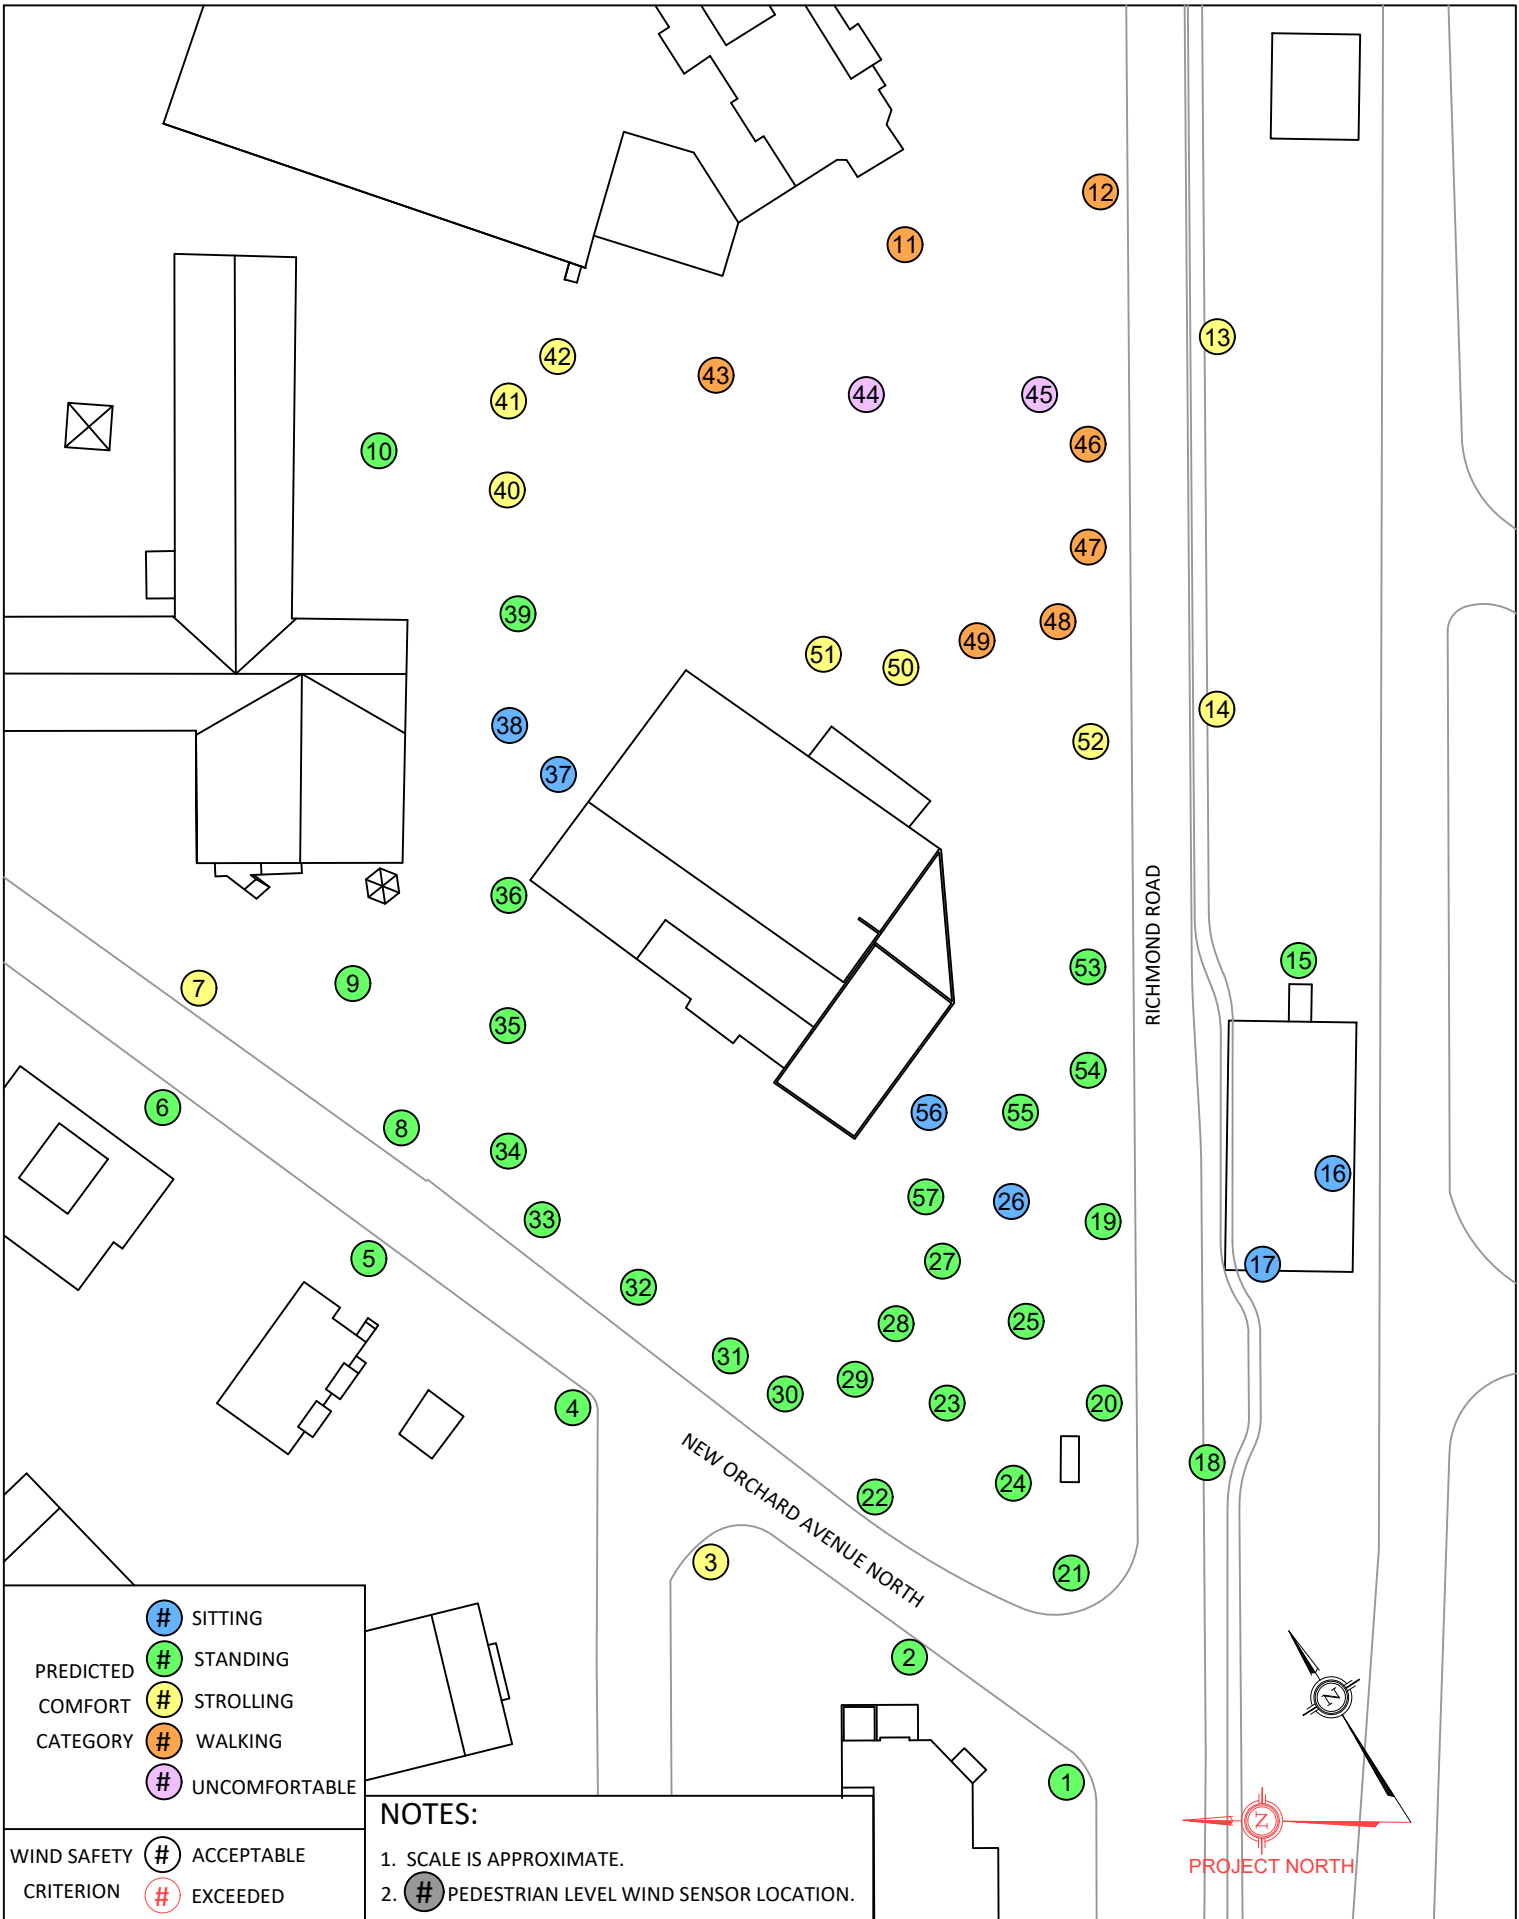 12
11
13
42
43
44
45
41
46
10
40
47
39
48
49
51
50
14
38
52
37
RICHMOND ROAD
36
15
53
9
7
35
54
6
56
55
8
34
16
57
26
33
19
5
27
17
32
28
25
31
29
30
23
20
4
NEW ORCHARD AVENUE NORTH
18
24
22
3
21
2
1
PREDICTED
COMFORT
CATEGORY
# SITTING
# STANDING
# STROLLING
# WALKING
# UNCOMFORTABLE
WIND SAFETY
CRITERION
# ACCEPTABLE
# EXCEEDED
NOTES:
1. SCALE IS APPROXIMATE.
2. # PEDESTRIAN LEVEL WIND SENSOR LOCATION.
N
N
PROJECT NORTH